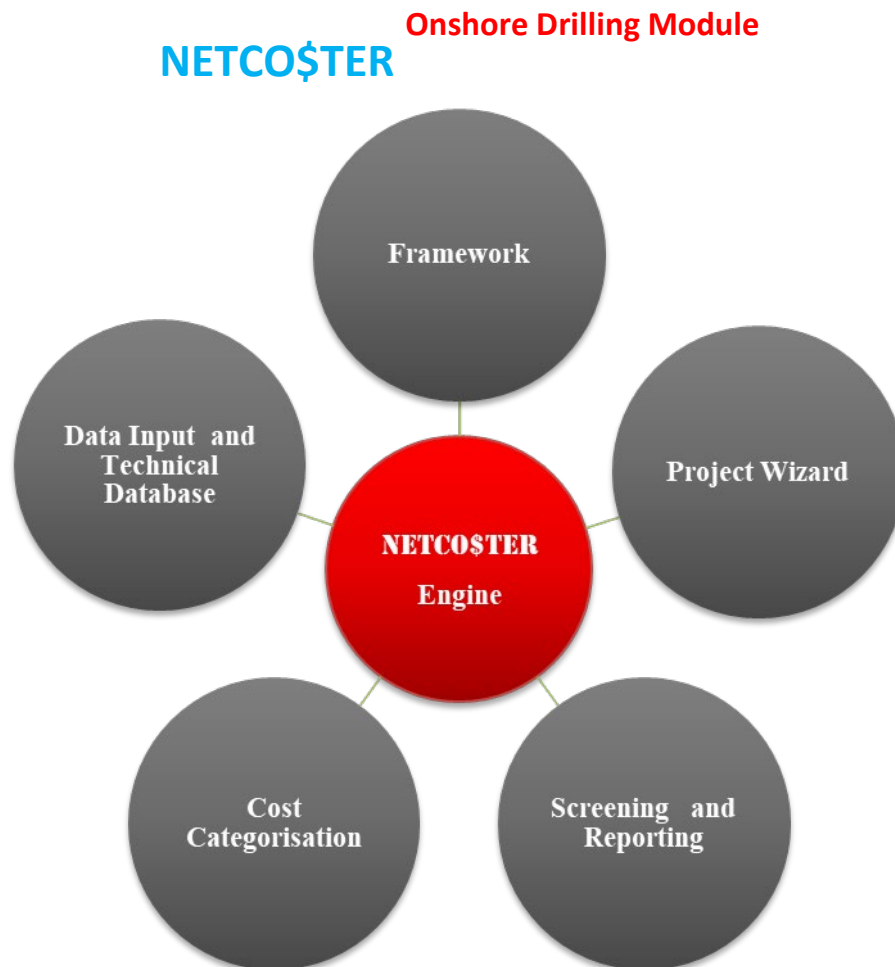 Onshore Drilling Module
NETCO$TER
Framework
Data Input and
Technical
Database
Project Wizard
NETCO$TER
Engine
Cost
Categorisation
Screening and
Reporting